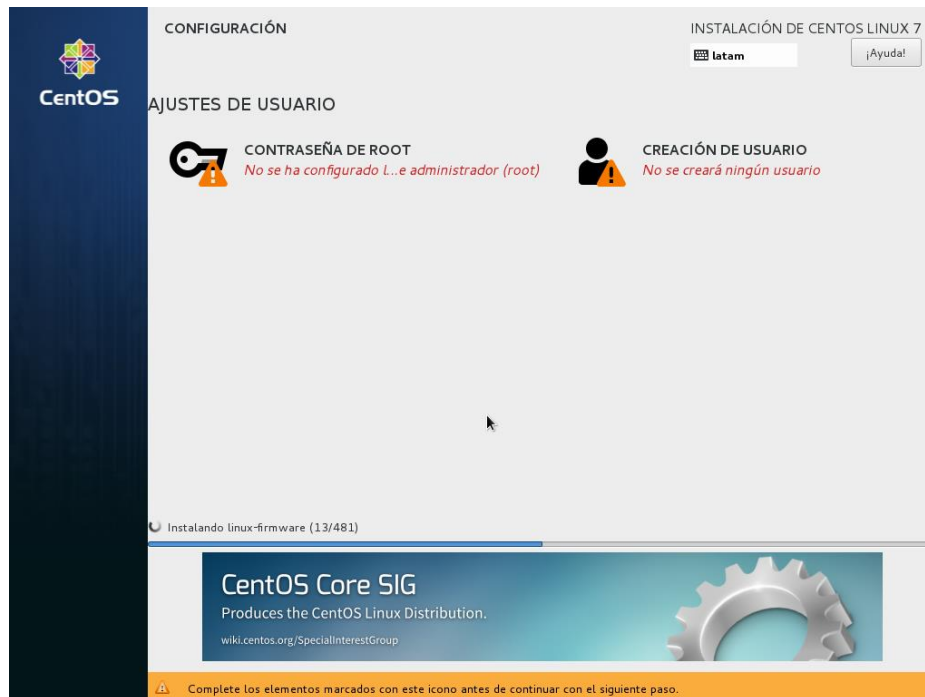 CONFIGURACIÓN
INSTALACIÓN DE CENTOS LINUX 7
latam
¡Ayuda!
CentOS
AJUSTES DE USUARIO
CONTRASEÑA DE ROOT
No se ha configurado l...e administrador (root)
CREACIÓN DE USUARIO
No se creará ningún usuario
Instalando linux-firmware (13/481)
CentOS Core SIG
Produces the CentOS Linux Distribution.
wiki.centos.org/SpecialInterestGroup
Complete los elementos marcados con este icono antes de continuar con el siguiente paso.